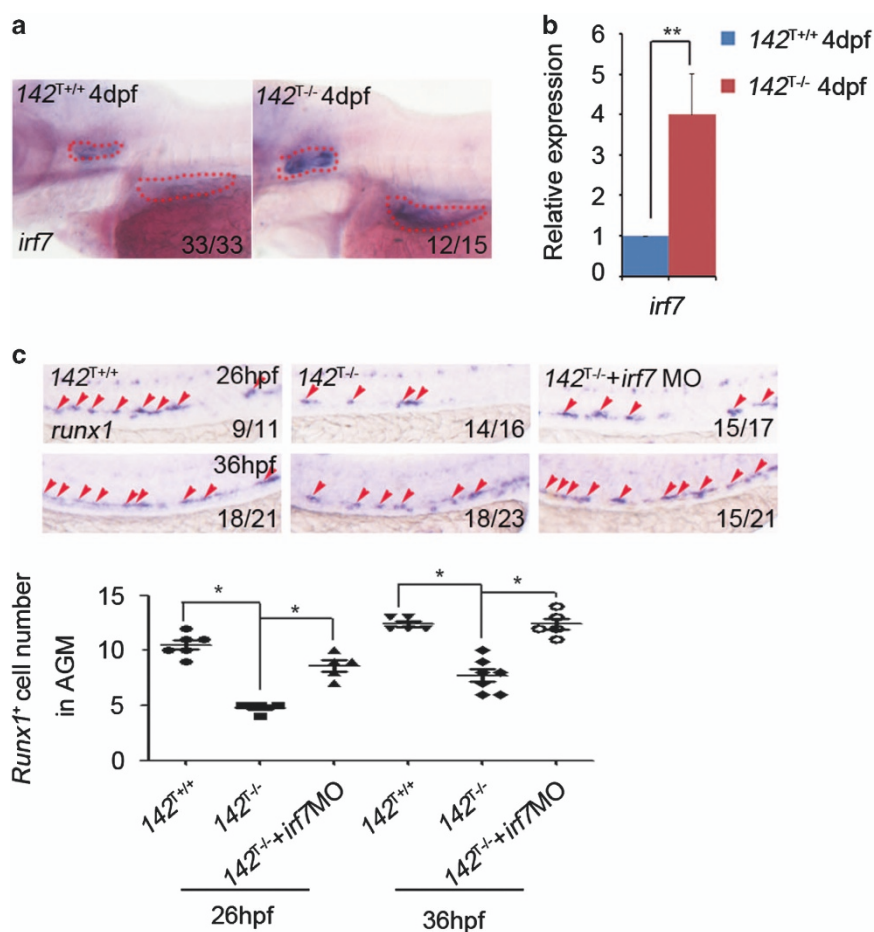 a
142T+/+ 4dpf
142T-/- 4dpf
irf7
33/33
12/15
b
Relative expression
6
5
4
3
2
1
0
**
irf7
142T+/+ 4dpf
142T-/- 4dpf
c
142T+/+
26hpf
142T-/-
142T-/-+irf7 MO
runx1
9/11
14/16
15/17
36hpf
18/21
18/23
15/21
Runx1+ cell number
in AGM
15
10
5
0
*
*
*
*
142T+/+
142T-/-
142T-/-+irf7MO
142T+/+
142T-/-
142T-/-+irf7MO
26hpf
36hpf